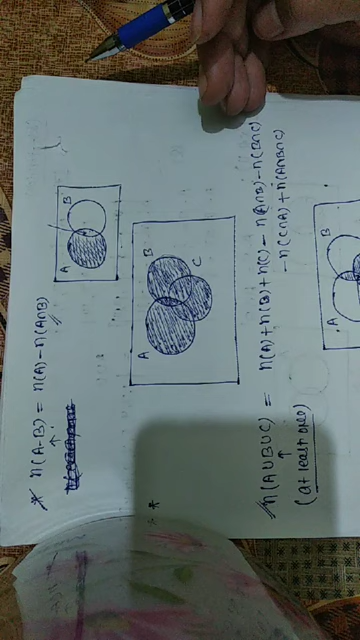 * n(A-B) = n(A) - n(A∩B)
↑
A
B
A
B
C
n(A∪B∪C) = n(A) + n(B) + n(C) - n(A∩B) - n(B∩C)
- n(C∩A) + n(A∩B∩C)
↑
(at least one)
A
B